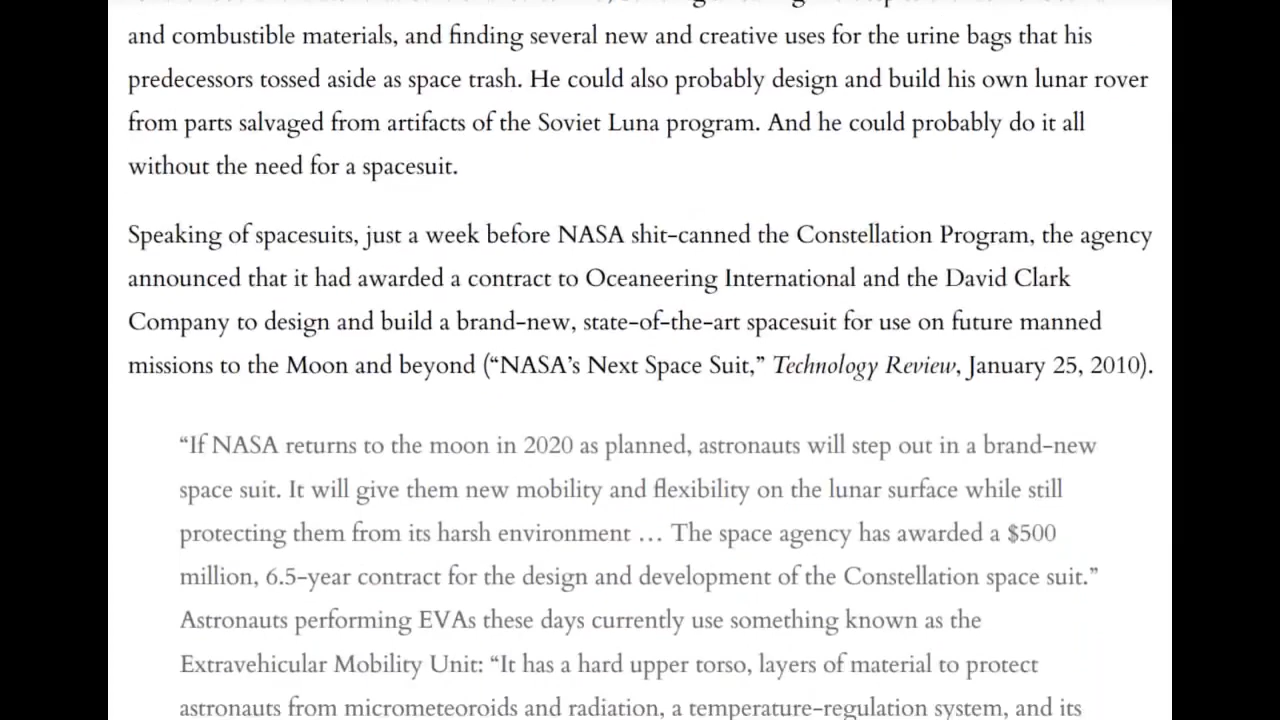 and combustible materials, and finding several new and creative uses for the urine bags that his
predecessors tossed aside as space trash. He could also probably design and build his own lunar rover
from parts salvaged from artifacts of the Soviet Luna program. And he could probably do it all
without the need for a spacesuit.
Speaking of spacesuits, just a week before NASA shit-canned the Constellation Program, the agency
announced that it had awarded a contract to Oceaneering International and the David Clark
Company to design and build a brand-new, state-of-the-art spacesuit for use on future manned
missions to the Moon and beyond (“NASA’s Next Space Suit,” Technology Review, January 25, 2010).
“If NASA returns to the moon in 2020 as planned, astronauts will step out in a brand-new
space suit. It will give them new mobility and flexibility on the lunar surface while still
protecting them from its harsh environment … The space agency has awarded a $500
million, 6.5-year contract for the design and development of the Constellation space suit.”
Astronauts performing EVAs these days currently use something known as the
Extravehicular Mobility Unit: “It has a hard upper torso, layers of material to protect
astronauts from micrometeoroids and radiation, a temperature-regulation system, and its